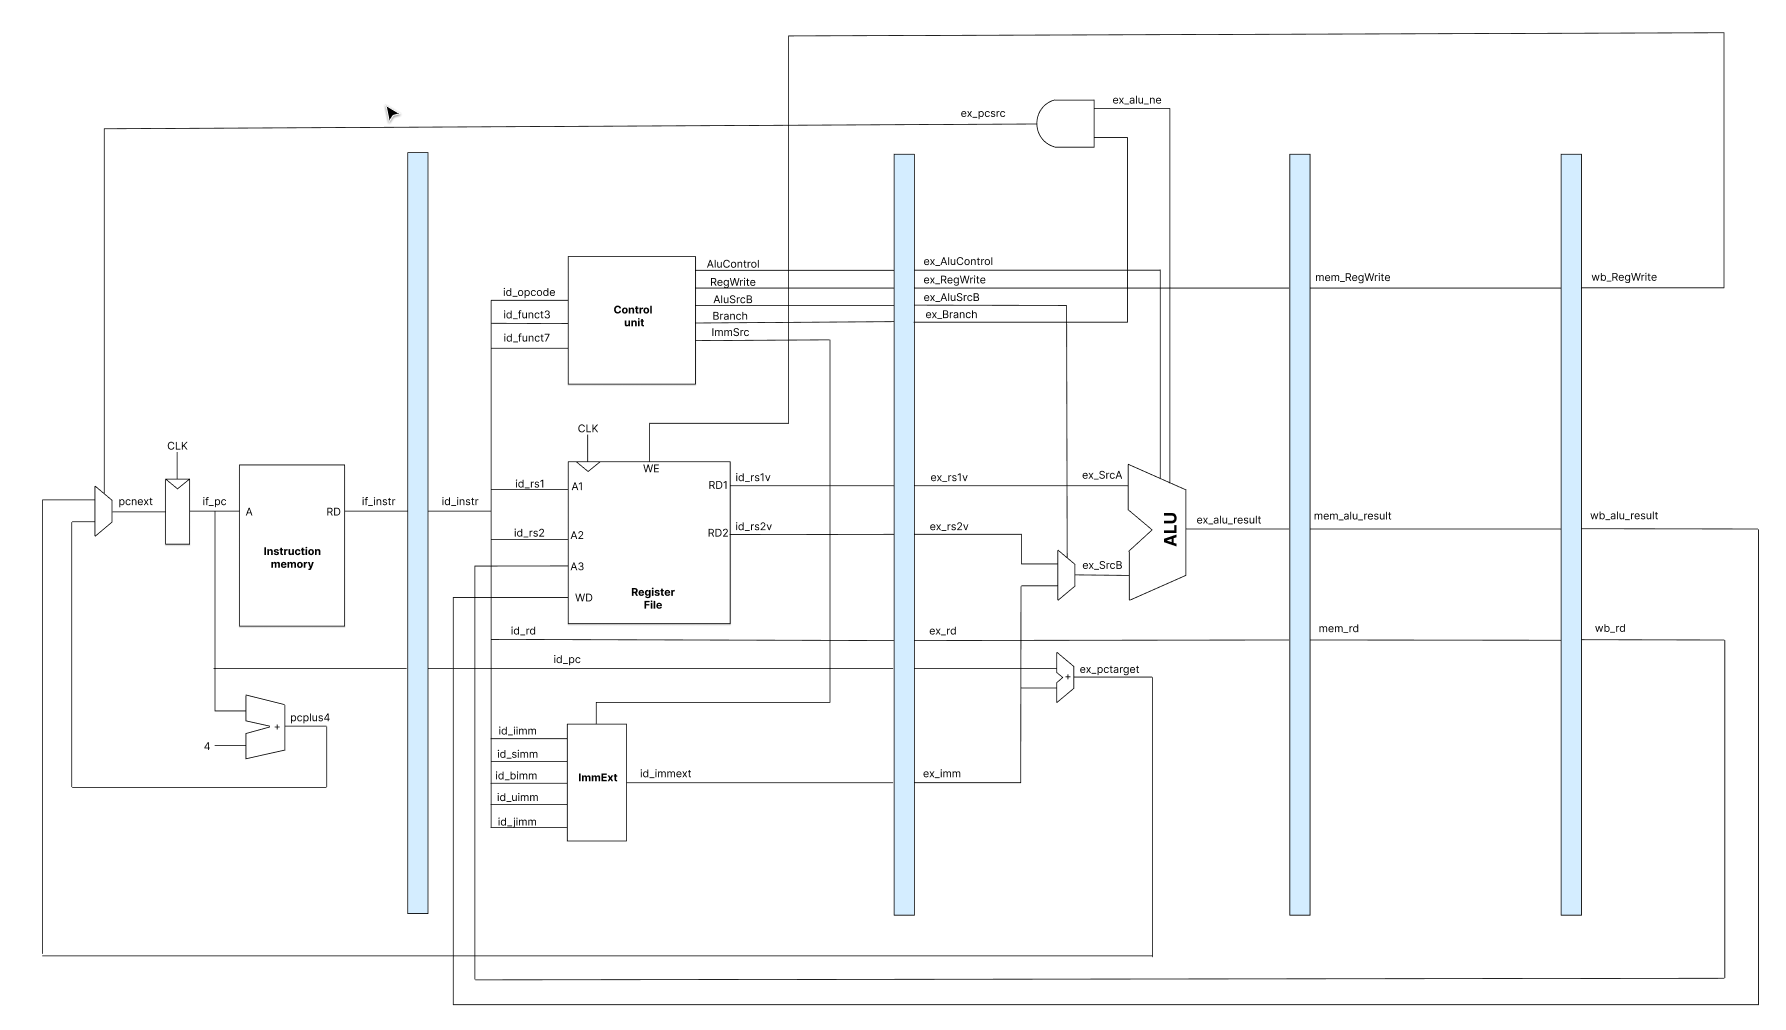 ex_alu_ne
ex_pcsrc
AluControl
ex_AluControl
RegWrite
ex_RegWrite
mem_RegWrite
wb_RegWrite
id_opcode
AluSrcB
ex_AluSrcB
id_funct3
Control
unit
Branch
ex_Branch
id_funct7
ImmSrc
CLK
CLK
WE
id_rs1
A1
RD1
id_rs1v
ex_rs1v
ex_SrcA
pcnext
if_pc
A
RD
if_instr
id_instr
ex_alu_result
mem_alu_result
wb_alu_result
ALU
id_rs2
A2
RD2
id_rs2v
ex_rs2v
Instruction
memory
A3
ex_SrcB
WD
Register
File
id_rd
ex_rd
mem_rd
wb_rd
id_pc
+
ex_pctarget
pcplus4
+
4
id_iimm
id_simm
id_bimm
ImmExt
id_immext
ex_imm
id_uimm
id_jimm